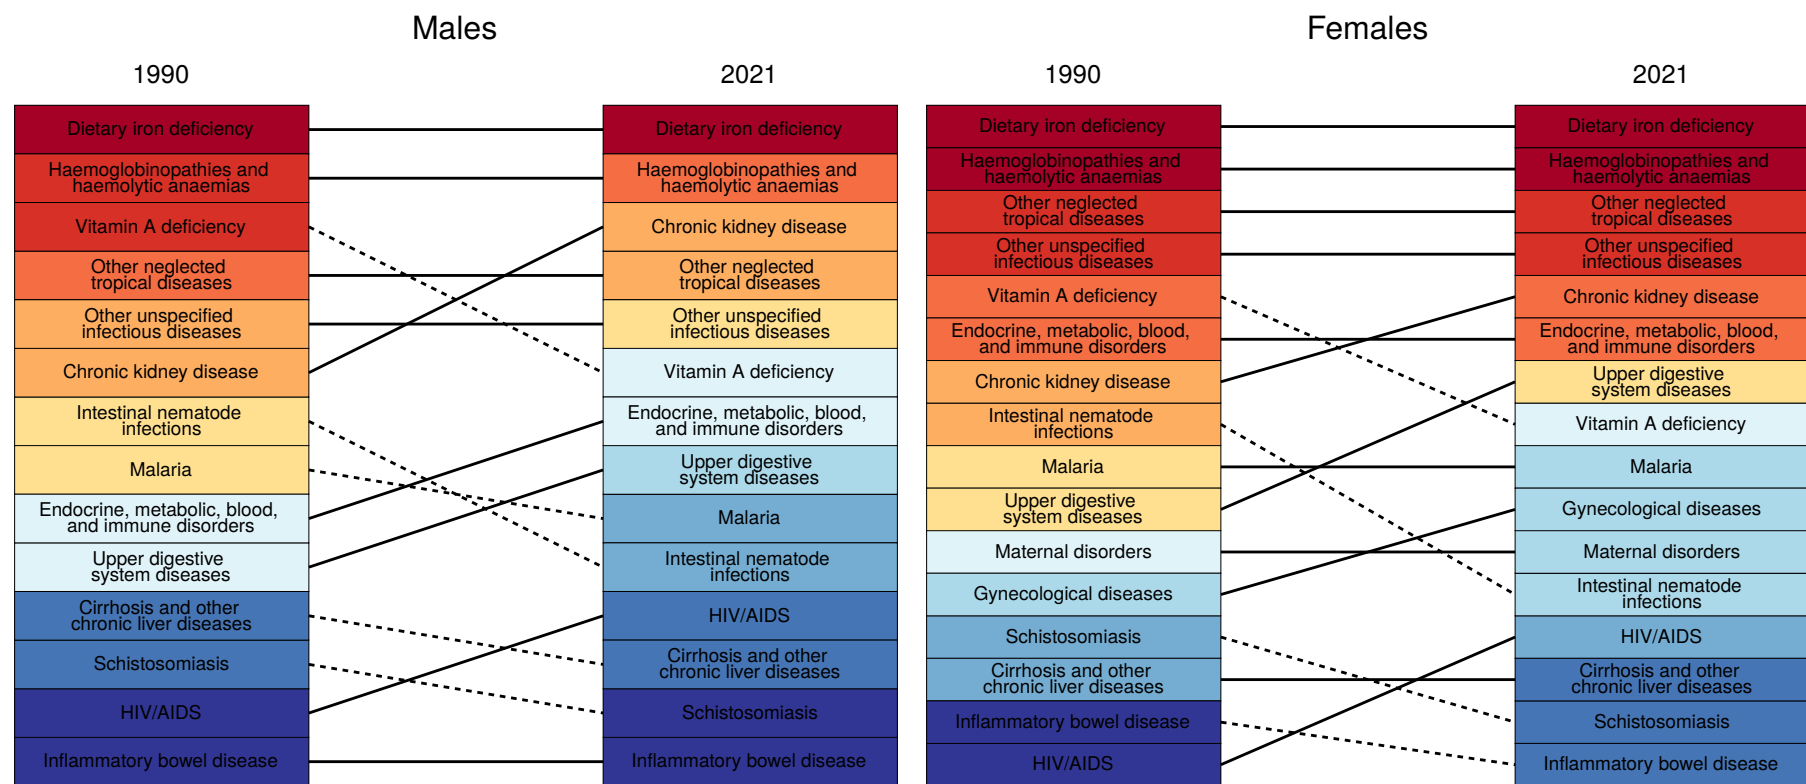 Males
1990
2021
Dietary iron deficiency
Haemoglobinopathies and
haemolytic anaemias
Vitamin A deficiency
Other neglected
tropical diseases
Other unspecified
infectious diseases
Chronic kidney disease
Intestinal nematode
infections
Malaria
Endocrine, metabolic, blood,
and immune disorders
Upper digestive
system diseases
Cirrhosis and other
chronic liver diseases
Schistosomiasis
HIV/AIDS
Inflammatory bowel disease
Dietary iron deficiency
Haemoglobinopathies and
haemolytic anaemias
Chronic kidney disease
Other neglected
tropical diseases
Other unspecified
infectious diseases
Vitamin A deficiency
Endocrine, metabolic, blood,
and immune disorders
Upper digestive
system diseases
Malaria
Intestinal nematode
infections
HIV/AIDS
Cirrhosis and other
chronic liver diseases
Schistosomiasis
Inflammatory bowel disease
Females
1990
2021
Dietary iron deficiency
Haemoglobinopathies and
haemolytic anaemias
Other neglected
tropical diseases
Other unspecified
infectious diseases
Vitamin A deficiency
Endocrine, metabolic, blood,
and immune disorders
Chronic kidney disease
Intestinal nematode
infections
Malaria
Upper digestive
system diseases
Maternal disorders
Gynecological diseases
Schistosomiasis
Cirrhosis and other
chronic liver diseases
Inflammatory bowel disease
HIV/AIDS
Dietary iron deficiency
Haemoglobinopathies and
haemolytic anaemias
Other neglected
tropical diseases
Other unspecified
infectious diseases
Chronic kidney disease
Endocrine, metabolic, blood,
and immune disorders
Upper digestive
system diseases
Vitamin A deficiency
Malaria
Gynecological diseases
Maternal disorders
Intestinal nematode
infections
HIV/AIDS
Cirrhosis and other
chronic liver diseases
Schistosomiasis
Inflammatory bowel disease